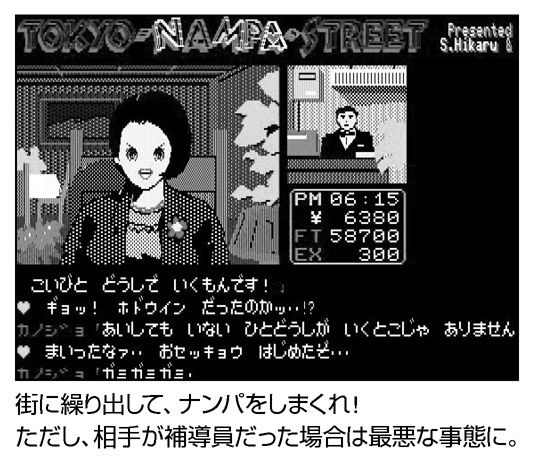 TOKYO NAMPA STREET
Presented
S.Hikaru &
PM 06:15
¥ 6380
FT 58700
EX 300
こいびと どうしで いくもんです!」
♥ ギョッ! ホドウイン だったのかッ‥!?
カノジョ「あいしても いない ひとどうしが いくとこじゃ ありません
♥ まいったなァ‥ おセッキョウ はじめたぞ…
カノジョ「ガミガミガミ.
街に繰り出して、ナンパをしまくれ!
ただし、相手が補導員だった場合は最悪な事態に。